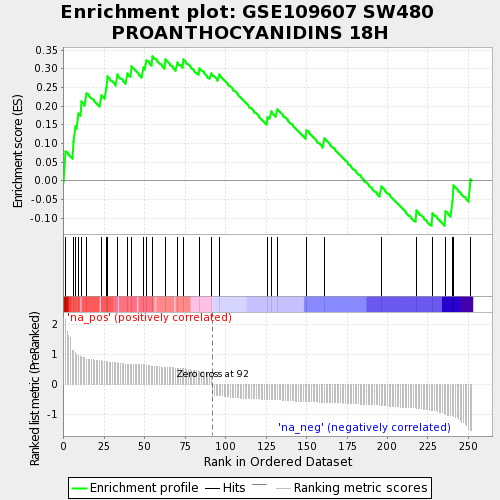 Enrichment plot: GSE109607 SW480
PROANTHOCYANIDINS 18H
Enrichment score (ES)
0.35
0.30
0.25
0.20
0.15
0.10
0.05
0.00
-0.05
-0.10
'na_pos' (positively correlated)
Ranked list metric (PreRanked)
2
1
0
-1
Zero cross at 92
'na_neg' (negatively correlated)
0 25 50 75 100 125 150 175 200 225 250
Rank in Ordered Dataset
Enrichment profile Hits Ranking metric scores